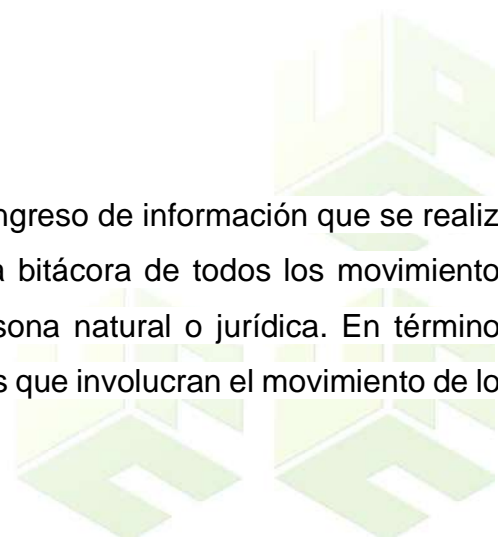 ngreso de información que se realiz
a bitácora de todos los movimiento
sona natural o jurídica. En término
s que involucran el movimiento de lo